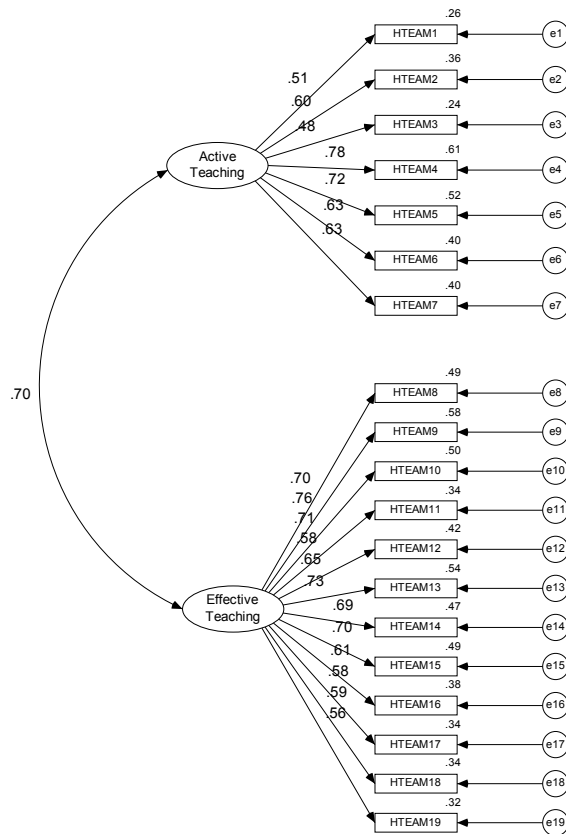 .26
HTEAM1 e1
.51
.36
HTEAM2 e2
.60
.24
HTEAM3 e3
.48
.61
HTEAM4 e4
.78
Active
Teaching
.52
HTEAM5 e5
.72
.40
HTEAM6 e6
.63
.40
HTEAM7 e7
.63
.70
.49
HTEAM8 e8
.58
HTEAM9 e9
.50
HTEAM10 e10
.34
HTEAM11 e11
.42
HTEAM12 e12
.54
HTEAM13 e13
.47
HTEAM14 e14
.49
HTEAM15 e15
.38
HTEAM16 e16
.34
HTEAM17 e17
.34
HTEAM18 e18
.32
HTEAM19 e19
.70
.76
.71
.58
.65
.73
Effective
Teaching
.69
.70
.61
.58
.59
.56